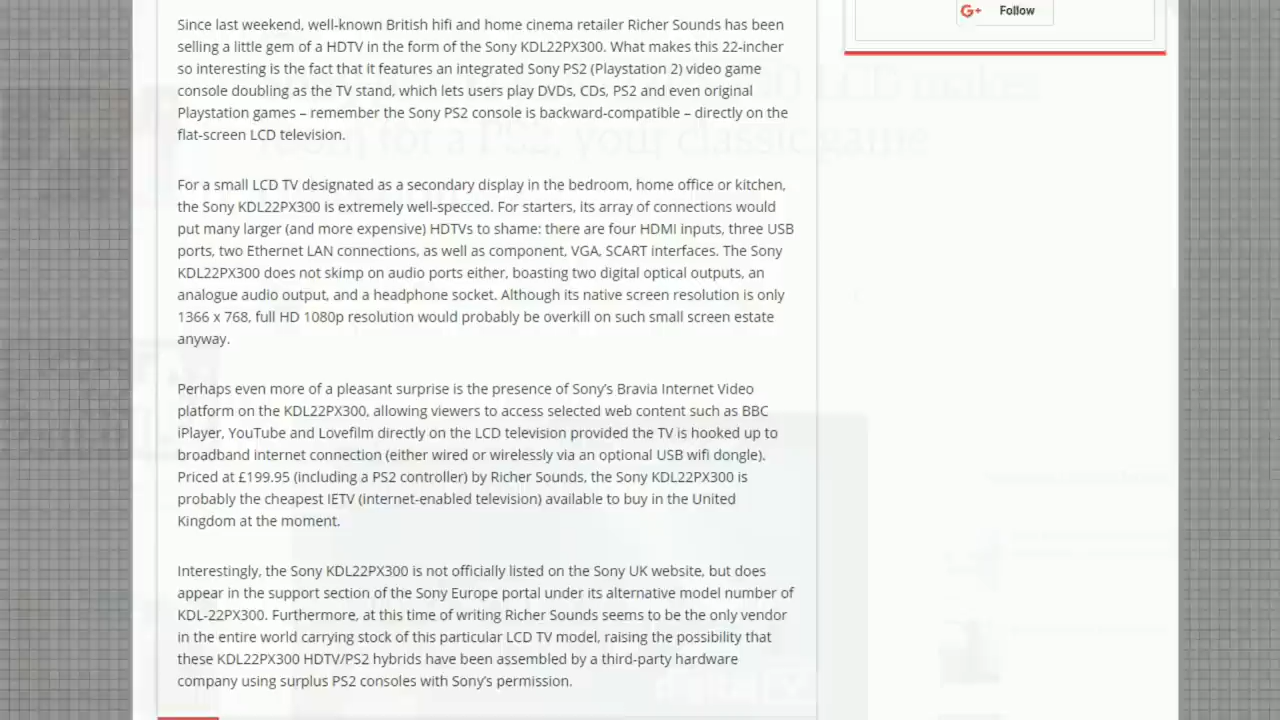 Follow
Since last weekend, well-known British hifi and home cinema retailer Richer Sounds has been
selling a little gem of a HDTV in the form of the Sony KDL22PX300. What makes this 22-incher
so interesting is the fact that it features an integrated Sony PS2 (Playstation 2) video game
console doubling as the TV stand, which lets users play DVDs, CDs, PS2 and even original
Playstation games – remember the Sony PS2 console is backward-compatible – directly on the
flat-screen LCD television.
For a small LCD TV designated as a secondary display in the bedroom, home office or kitchen,
the Sony KDL22PX300 is extremely well-specced. For starters, its array of connections would
put many larger (and more expensive) HDTVs to shame: there are four HDMI inputs, three USB
ports, two Ethernet LAN connections, as well as component, VGA, SCART interfaces. The Sony
KDL22PX300 does not skimp on audio ports either, boasting two digital optical outputs, an
analogue audio output, and a headphone socket. Although its native screen resolution is only
1366 x 768, full HD 1080p resolution would probably be overkill on such small screen estate
anyway.
Perhaps even more of a pleasant surprise is the presence of Sony’s Bravia Internet Video
platform on the KDL22PX300, allowing viewers to access selected web content such as BBC
iPlayer, YouTube and Lovefilm directly on the LCD television provided the TV is hooked up to
broadband internet connection (either wired or wirelessly via an optional USB wifi dongle).
Priced at £199.95 (including a PS2 controller) by Richer Sounds, the Sony KDL22PX300 is
probably the cheapest IETV (internet-enabled television) available to buy in the United
Kingdom at the moment.
Interestingly, the Sony KDL22PX300 is not officially listed on the Sony UK website, but does
appear in the support section of the Sony Europe portal under its alternative model number of
KDL-22PX300. Furthermore, at this time of writing Richer Sounds seems to be the only vendor
in the entire world carrying stock of this particular LCD TV model, raising the possibility that
these KDL22PX300 HDTV/PS2 hybrids have been assembled by a third-party hardware
company using surplus PS2 consoles with Sony’s permission.
LCD makes
room for a PS2, your classic game